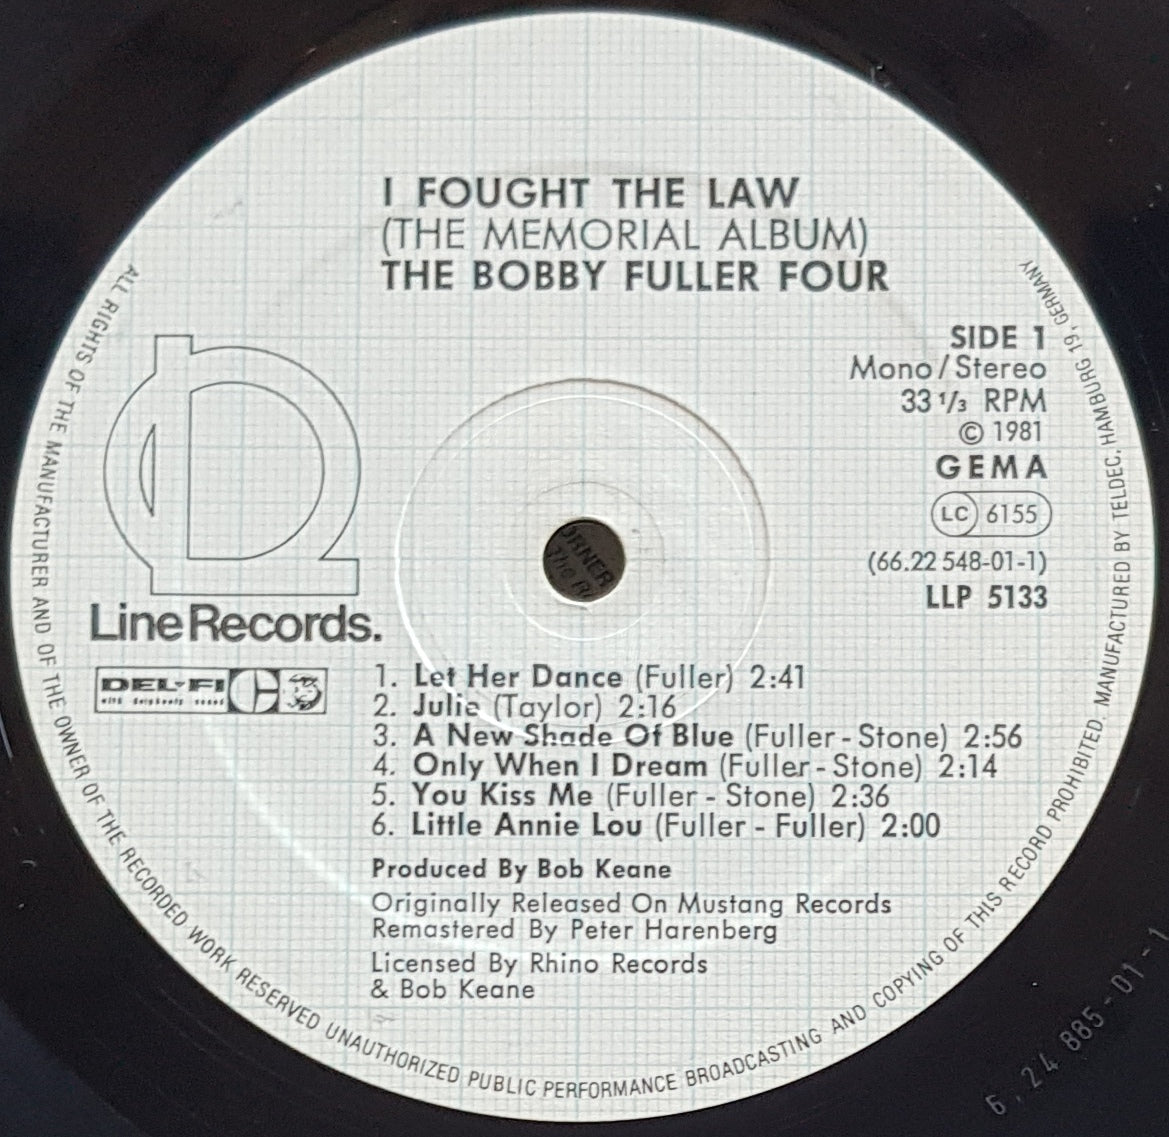 I FOUGHT THE LAW
(THE MEMORIAL ALBUM)
THE BOBBY FULLER FOUR
SIDE 1
Mono/Stereo
33 1/3 RPM
© 1981
GEMA
LC 6155
(66.22 548-01-1)
LLP 5133
Line Records.
DEL-FI
1. Let Her Dance (Fuller) 2:41
2. Julie (Taylor) 2:16
3. A New Shade Of Blue (Fuller - Stone) 2:56
4. Only When I Dream (Fuller - Stone) 2:14
5. You Kiss Me (Fuller - Stone) 2:36
6. Little Annie Lou (Fuller - Fuller) 2:00
Produced By Bob Keane
Originally Released On Mustang Records
Remastered By Peter Harenberg
Licensed By Rhino Records
& Bob Keane
ALL RIGHTS OF THE MANUFACTURER AND OF THE OWNER OF THE RECORDED WORK RESERVED UNAUTHORIZED PUBLIC PERFORMANCE BROADCASTING AND COPYING OF THIS RECORD PROHIBITED. MANUFACTURED BY TELDEC, HAMBURG 19, GERMANY
6.24 885-01-1